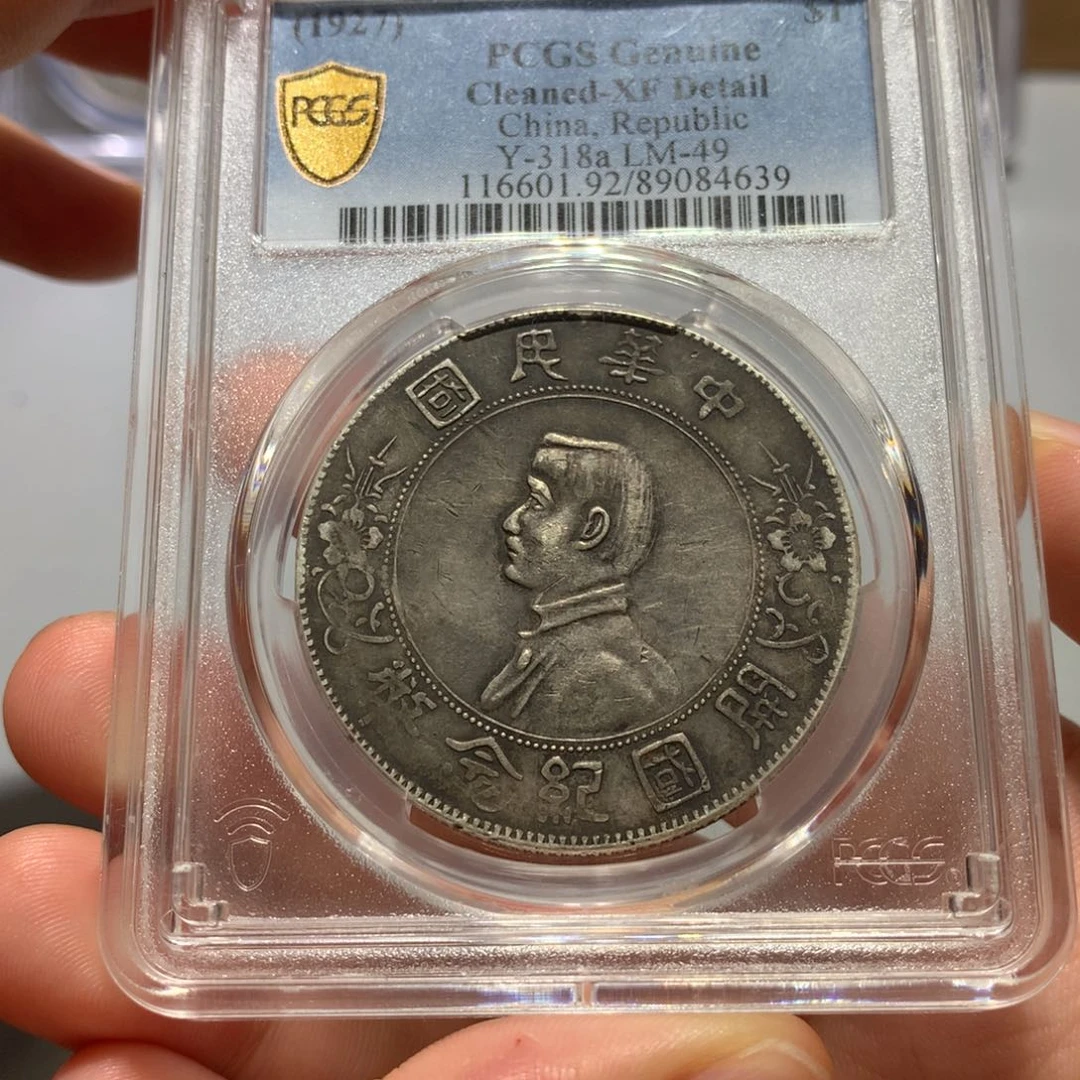 (1927) $1
PCGS Genuine
Cleaned-XF Detail
China, Republic
Y-318a LM-49
116601.92/89084639
PCGS
中華民國
開國紀念幣
PCGS